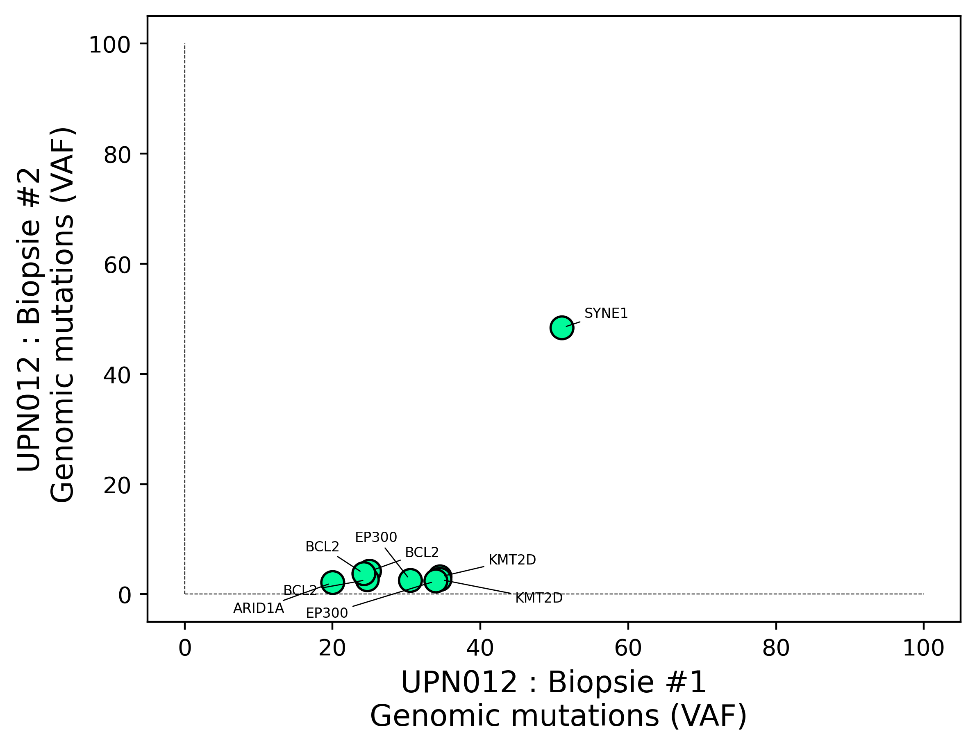 UPN012 : Biopsie #2
Genomic mutations (VAF)
100
80
60
40
20
0
SYNE1
EP300
BCL2
BCL2
KMT2D
BCL2
KMT2D
ARID1A
EP300
0
20
40
60
80
100
UPN012 : Biopsie #1
Genomic mutations (VAF)